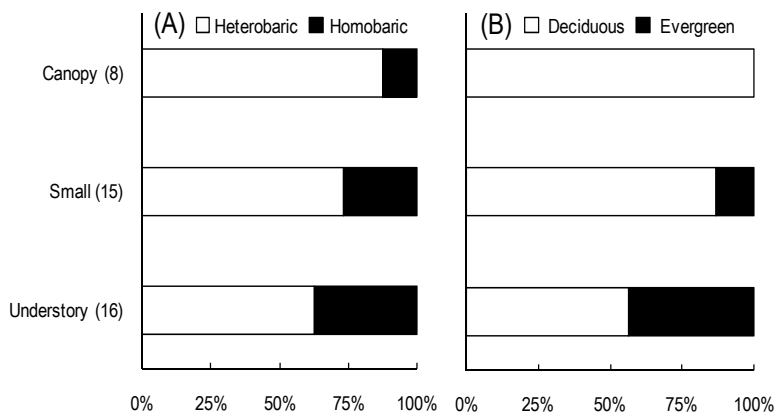 (A) Heterobaric Homobaric
(B) Deciduous Evergreen
Canopy (8)
Small (15)
Understory (16)
0% 25% 50% 75% 100%
0% 25% 50% 75% 100%